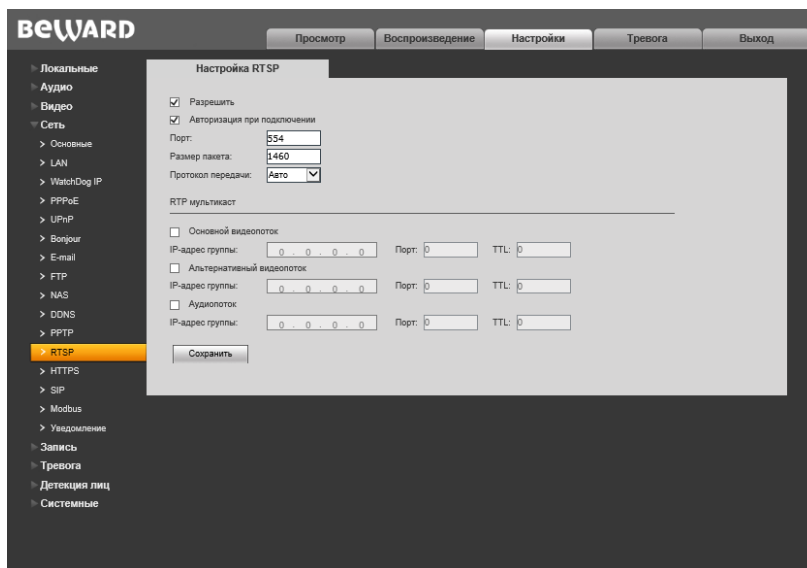 BEWARD
Просмотр Воспроизведение Настройки Тревога Выход
Локальные
Аудио
Видео
Сеть
> Основные
> LAN
> WatchDog IP
> PPPoE
> UPnP
> Bonjour
> E-mail
> FTP
> NAS
> DDNS
> PPTP
> RTSP
> HTTPS
> SIP
> Modbus
> Уведомление
Запись
Тревога
Детекция лиц
Системные
Настройка RTSP
Разрешить
Авторизация при подключении
Порт: 554
Размер пакета: 1460
Протокол передачи: Авто
RTP мультикаст
Основной видеопоток
IP-адрес группы: 0 . 0 . 0 . 0 Порт: 0 TTL: 0
Альтернативный видеопоток
IP-адрес группы: 0 . 0 . 0 . 0 Порт: 0 TTL: 0
Аудиопоток
IP-адрес группы: 0 . 0 . 0 . 0 Порт: 0 TTL: 0
Сохранить